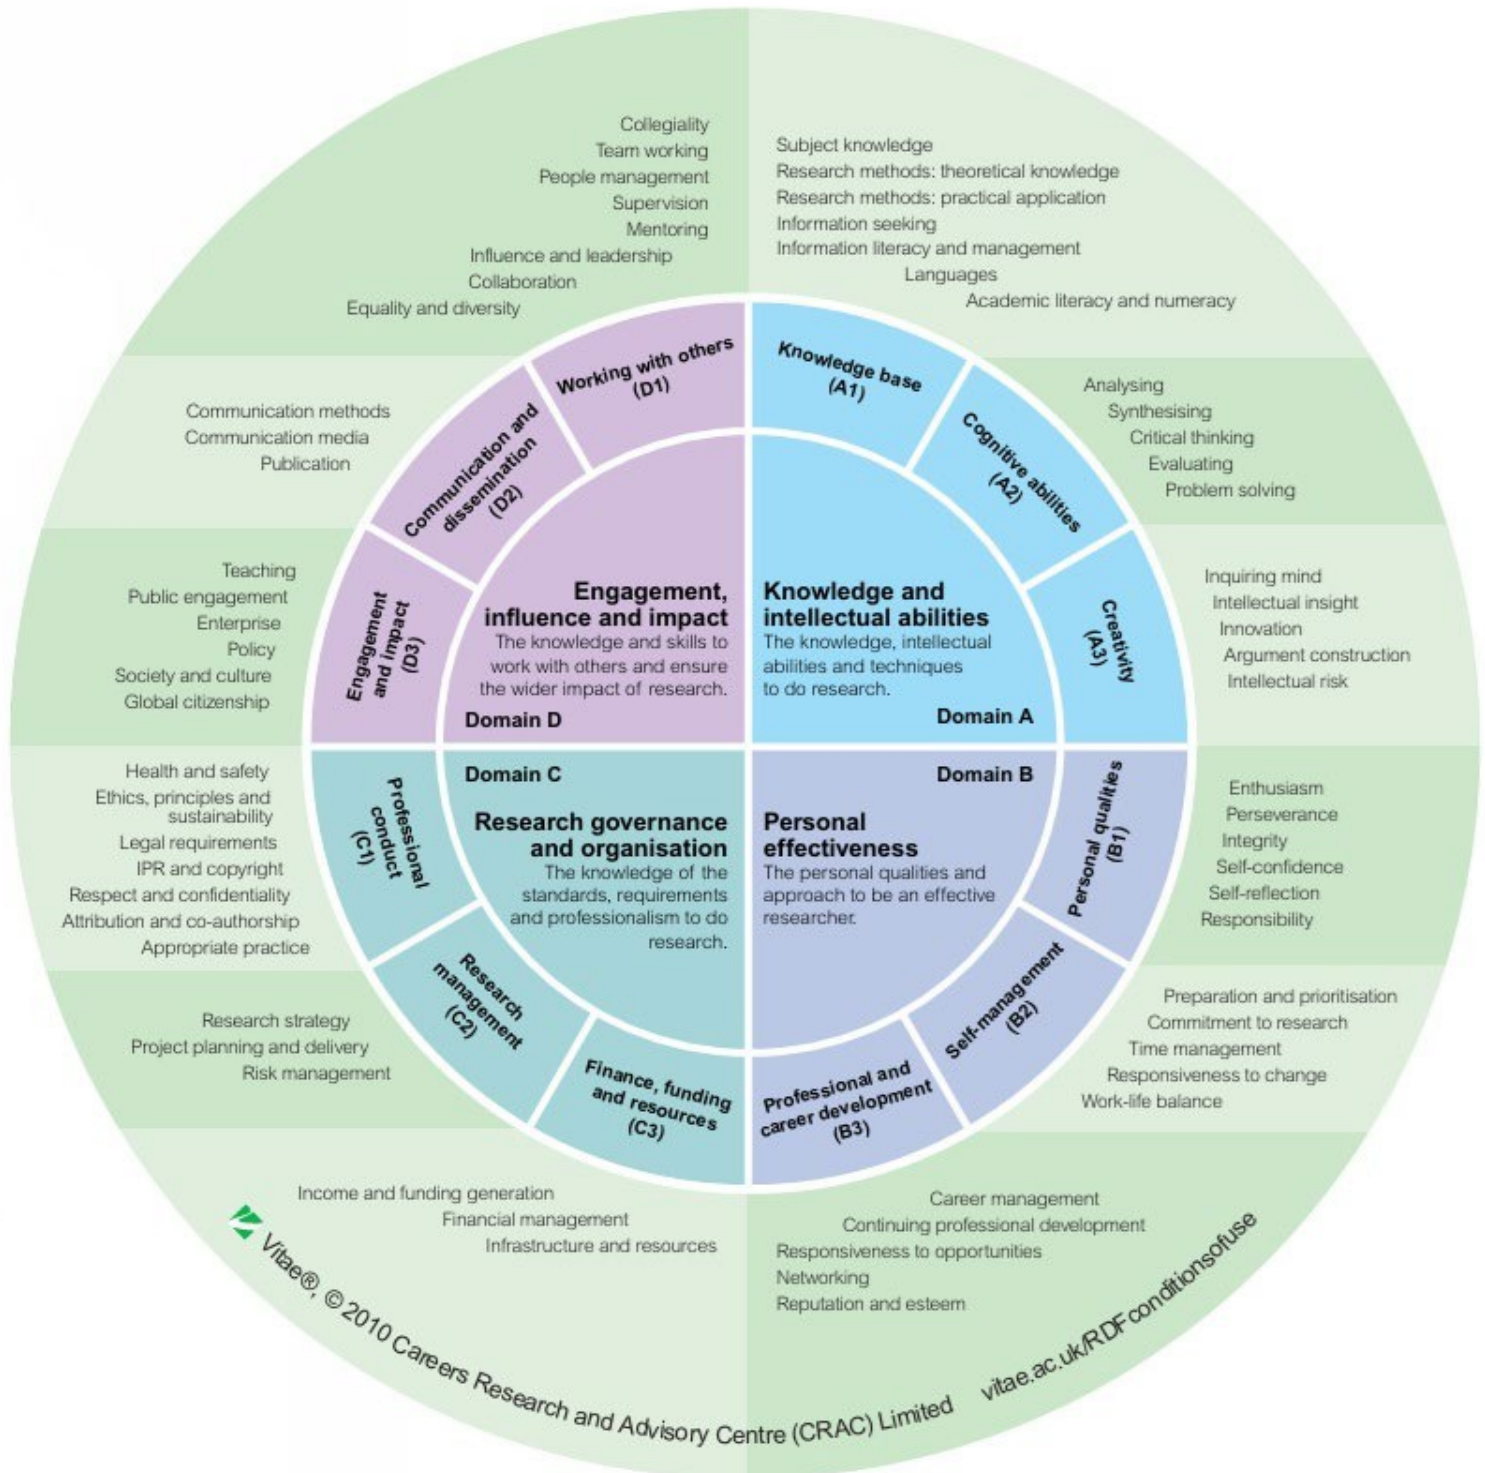 Collegiality
Team working
People management
Supervision
Mentoring
Influence and leadership
Collaboration
Equality and diversity
Subject knowledge
Research methods: theoretical knowledge
Research methods: practical application
Information seeking
Information literacy and management
Languages
Academic literacy and numeracy
Working with others
(D1)
Knowledge base
(A1)
Communication methods
Communication media
Publication
Communication and
dissemination
(D2)
Cognitive abilities
(A2)
Analysing
Synthesising
Critical thinking
Evaluating
Problem solving
Teaching
Public engagement
Enterprise
Policy
Society and culture
Global citizenship
Engagement
and impact
(D3)
Engagement,
influence and impact
The knowledge and skills to
work with others and ensure
the wider impact of research.
Domain D
Knowledge and
intellectual abilities
The knowledge, intellectual
abilities and techniques
to do research.
Domain A
Creativity
(A3)
Inquiring mind
Intellectual insight
Innovation
Argument construction
Intellectual risk
Health and safety
Ethics, principles and
sustainability
Legal requirements
IPR and copyright
Respect and confidentiality
Attribution and co-authorship
Appropriate practice
Professional
conduct
(C1)
Domain C
Research governance
and organisation
The knowledge of the
standards, requirements
and professionalism to do
research.
Domain B
Personal
effectiveness
The personal qualities and
approach to be an effective
researcher.
Personal qualities
(B1)
Enthusiasm
Perseverance
Integrity
Self-confidence
Self-reflection
Responsibility
Research strategy
Project planning and delivery
Risk management
Research
management
(C2)
Self-management
(B2)
Preparation and prioritisation
Commitment to research
Time management
Responsiveness to change
Work-life balance
Finance, funding
and resources
(C3)
Professional and
career development
(B3)
Income and funding generation
Financial management
Infrastructure and resources
Career management
Continuing professional development
Responsiveness to opportunities
Networking
Reputation and esteem
Vitae®, © 2010 Careers Research and Advisory Centre (CRAC) Limited vitae.ac.uk/RDFconditionsofuse